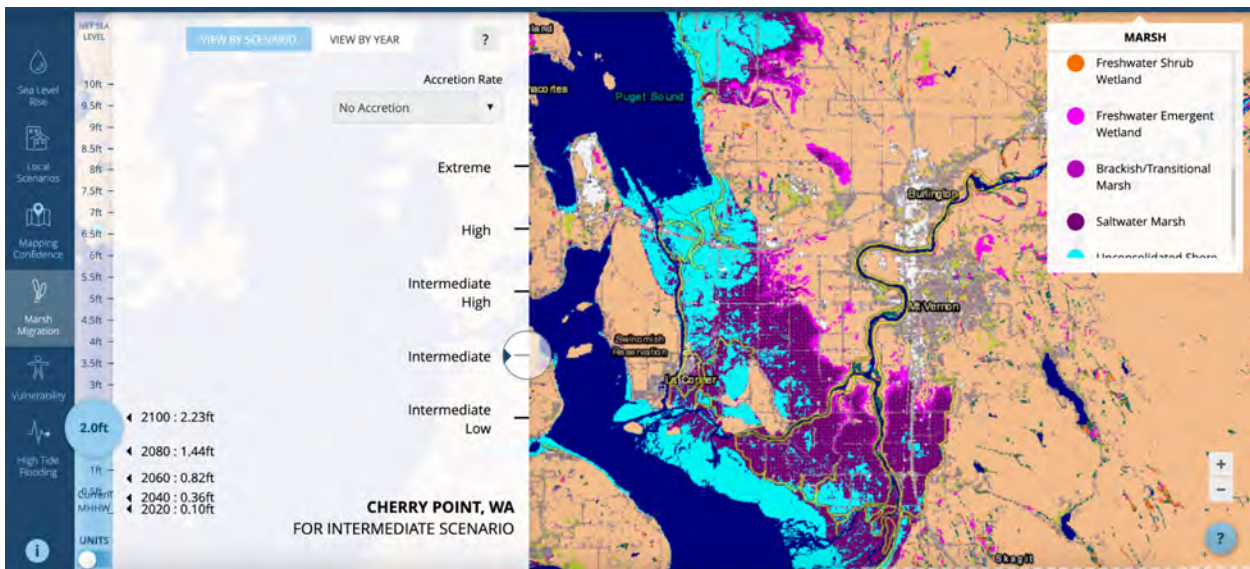 Sea Level
Rise
Local
Scenarios
Mapping
Confidence
Marsh
Migration
Vulnerability
High Tide
Flooding
i
NET SEA
LEVEL
10ft
9.5ft
9ft
8.5ft
8ft
7.5ft
7ft
6.5ft
6ft
5.5ft
5ft
4.5ft
4ft
3.5ft
3ft
2.0ft
1ft
0.5ft
Current
MHHW
UNITS
VIEW BY SCENARIO
VIEW BY YEAR
?
Accretion Rate
No Accretion
Extreme
High
Intermediate
High
Intermediate
Intermediate
Low
2100 : 2.23ft
2080 : 1.44ft
2060 : 0.82ft
2040 : 0.36ft
2020 : 0.10ft
CHERRY POINT, WA
FOR INTERMEDIATE SCENARIO
Puget Sound
Burlington
Mt Vernon
Swinomish
Reservation
La Conner
Skagit
MARSH
Freshwater Shrub
Wetland
Freshwater Emergent
Wetland
Brackish/Transitional
Marsh
Saltwater Marsh
Unconsolidated Shore
+
−
?